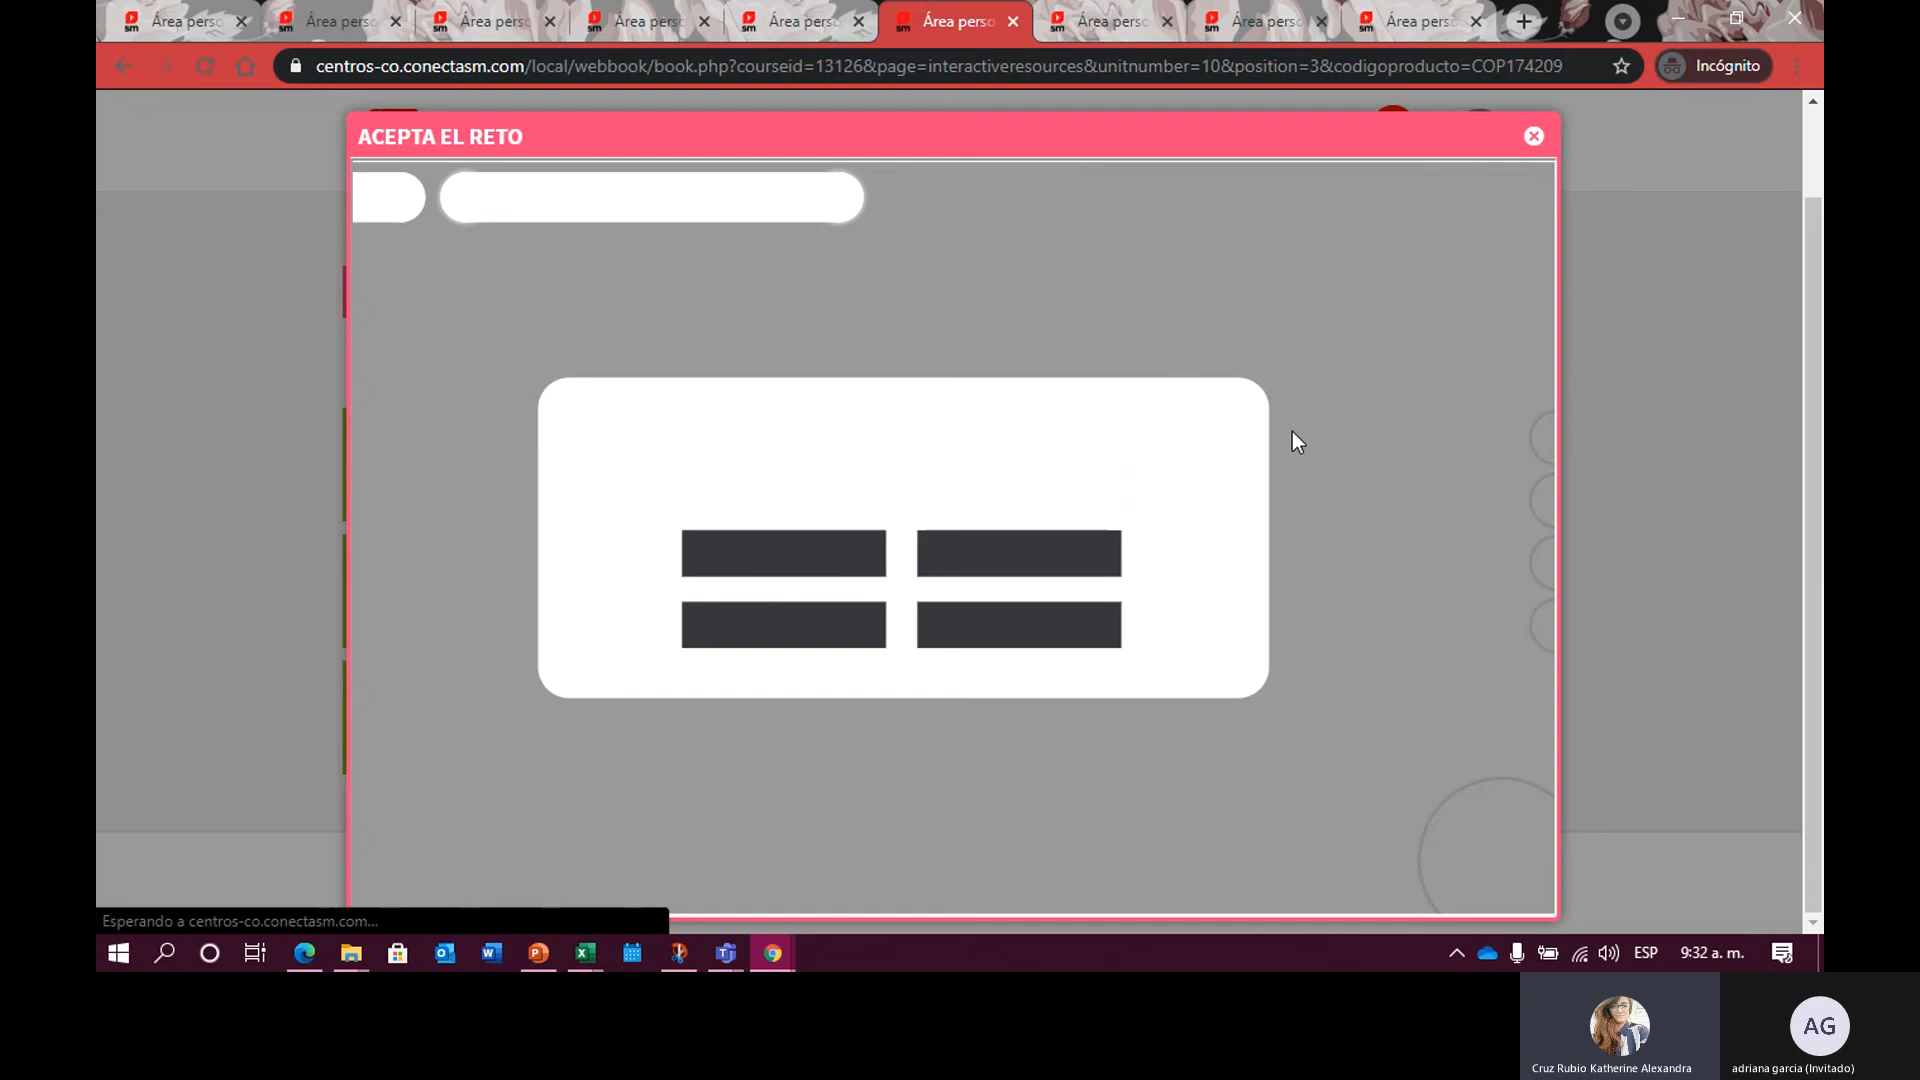 Área perso Área perso Área perso Área perso Área perso Área perso Área perso Área perso Área perso
centros-co.conectasm.com/local/webbook/book.php?courseid=13126&page=interactiveresources&unitnumber=10&position=3&codigoproducto=COP174209 Incógnito
ACEPTA EL RETO
Esperando a centros-co.conectasm.com...
ESP 9:32 a. m.
AG
Cruz Rubio Katherine Alexandra adriana garcia (Invitado)